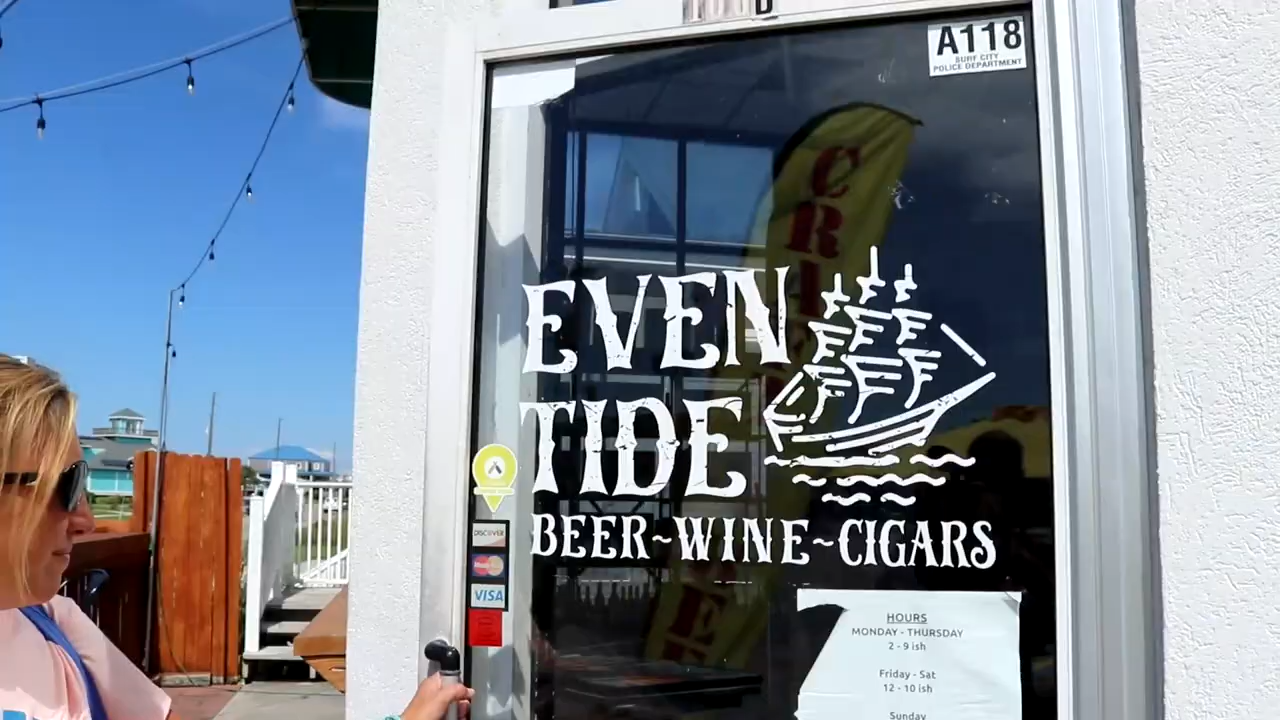 A118
SURF CITY
POLICE DEPARTMENT
CRI
EVEN
TIDE
BEER~WINE~CIGARS
DISCOVER
VISA
HOURS
MONDAY - THURSDAY
2 - 9 ish
Friday - Sat
12 - 10 ish
Sunday